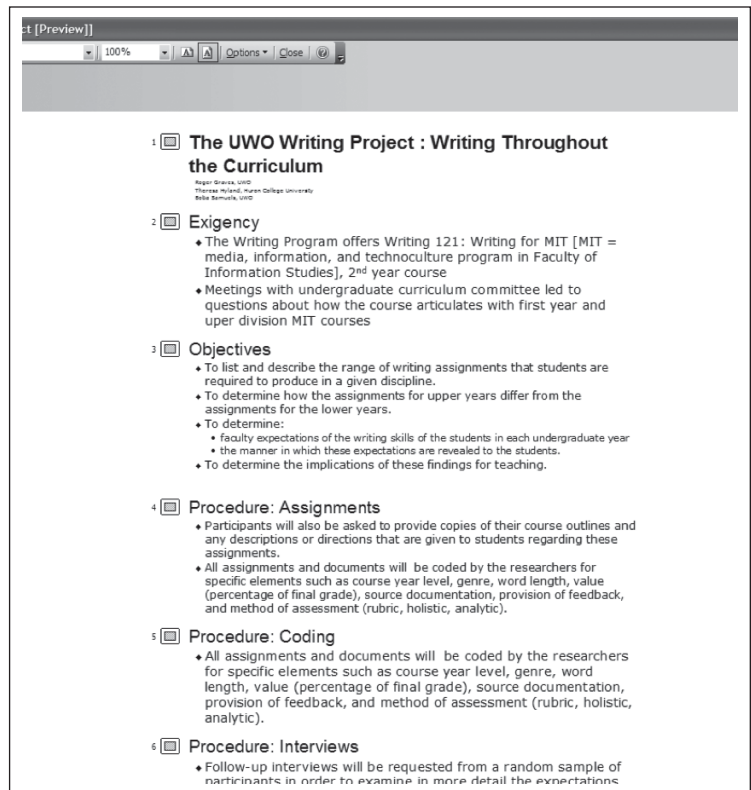 ct [Preview]]
100% Options Close
1 The UWO Writing Project : Writing Throughout
the Curriculum
Roger Graves, UWO
Theresa Hyland, Huron College University
Boba Samuels, UWO
2 Exigency
◆ The Writing Program offers Writing 121: Writing for MIT [MIT =
media, information, and technoculture program in Faculty of
Information Studies], 2nd year course
◆ Meetings with undergraduate curriculum committee led to
questions about how the course articulates with first year and
uper division MIT courses
3 Objectives
◆ To list and describe the range of writing assignments that students are
required to produce in a given discipline.
◆ To determine how the assignments for upper years differ from the
assignments for the lower years.
◆ To determine:
• faculty expectations of the writing skills of the students in each undergraduate year
• the manner in which these expectations are revealed to the students.
◆ To determine the implications of these findings for teaching.
4 Procedure: Assignments
◆ Participants will also be asked to provide copies of their course outlines and
any descriptions or directions that are given to students regarding these
assignments.
◆ All assignments and documents will be coded by the researchers for
specific elements such as course year level, genre, word length, value
(percentage of final grade), source documentation, provision of feedback,
and method of assessment (rubric, holistic, analytic).
5 Procedure: Coding
◆ All assignments and documents will be coded by the researchers
for specific elements such as course year level, genre, word
length, value (percentage of final grade), source documentation,
provision of feedback, and method of assessment (rubric, holistic,
analytic).
6 Procedure: Interviews
◆ Follow-up interviews will be requested from a random sample of
participants in order to examine in more detail the expectations